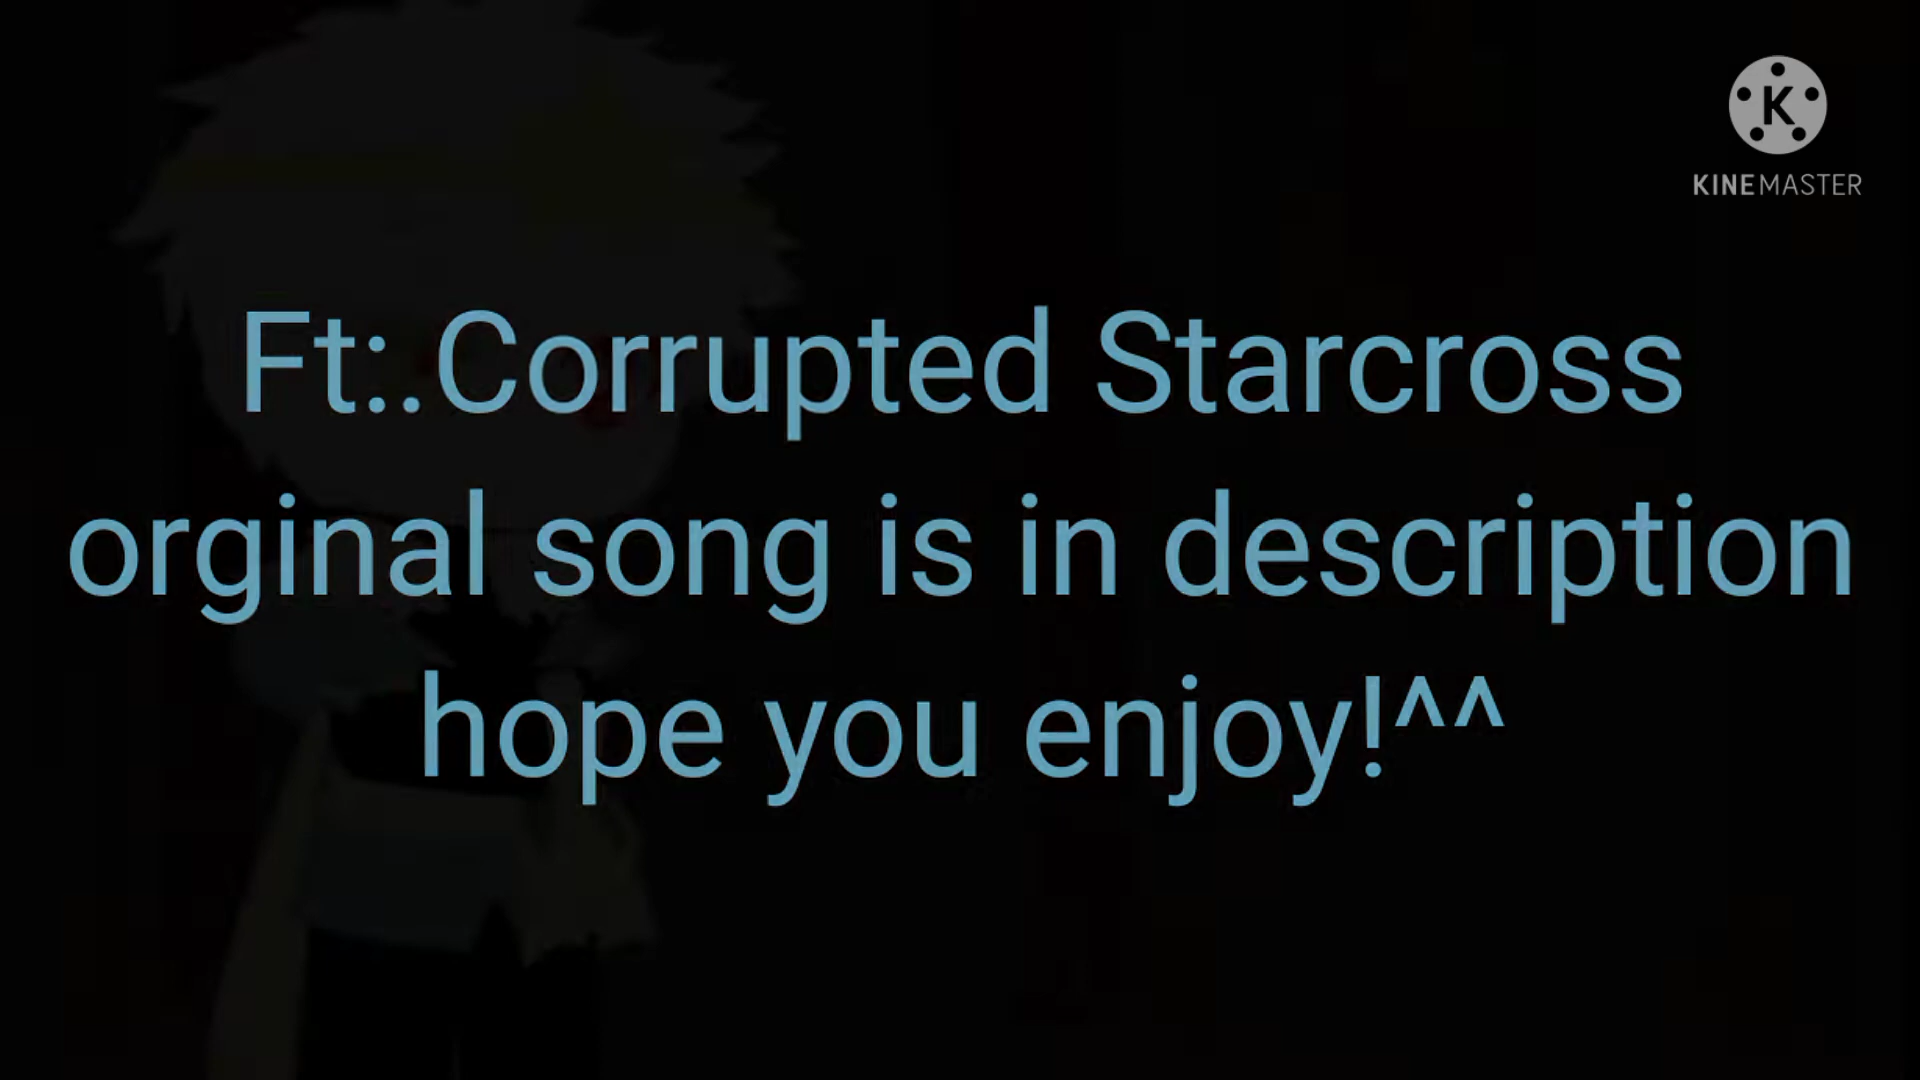 K
KINEMASTER
Ft:.Corrupted Starcross
orginal song is in description
hope you enjoy!^^